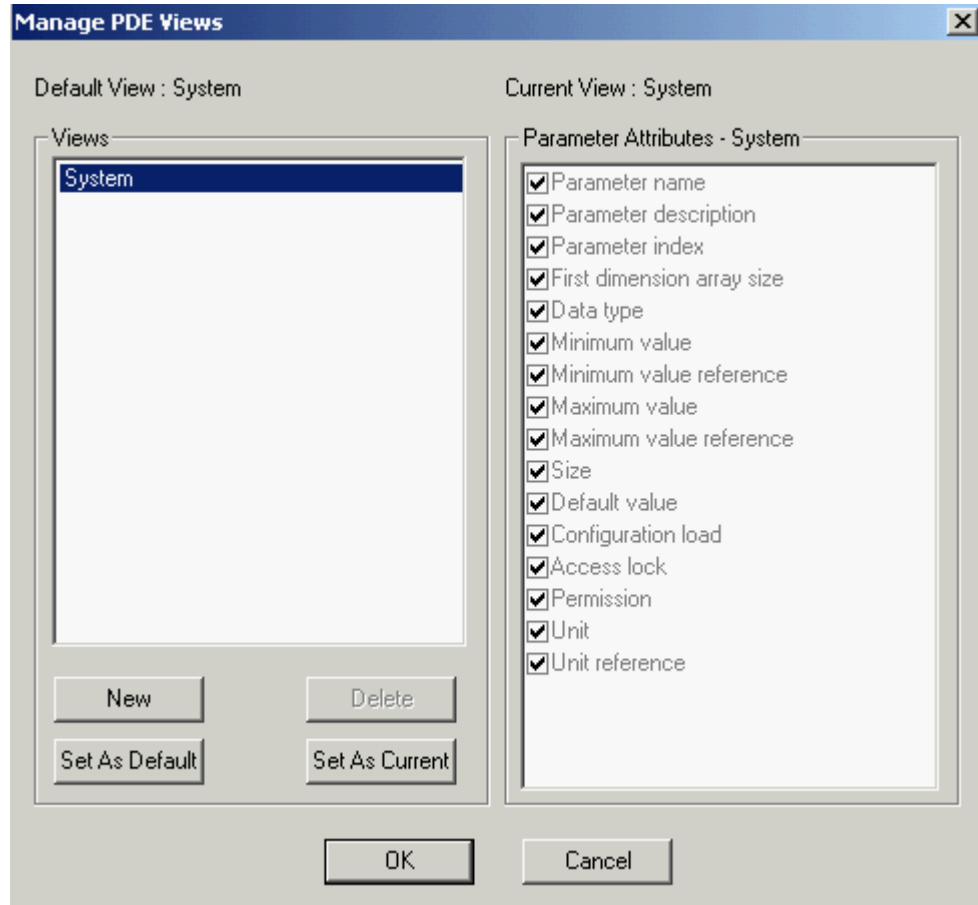 Manage PDE Views
Default View : System
Current View : System
Views
System
New
Delete
Set As Default
Set As Current
Parameter Attributes - System
Parameter name
Parameter description
Parameter index
First dimension array size
Data type
Minimum value
Minimum value reference
Maximum value
Maximum value reference
Size
Default value
Configuration load
Access lock
Permission
Unit
Unit reference
OK
Cancel